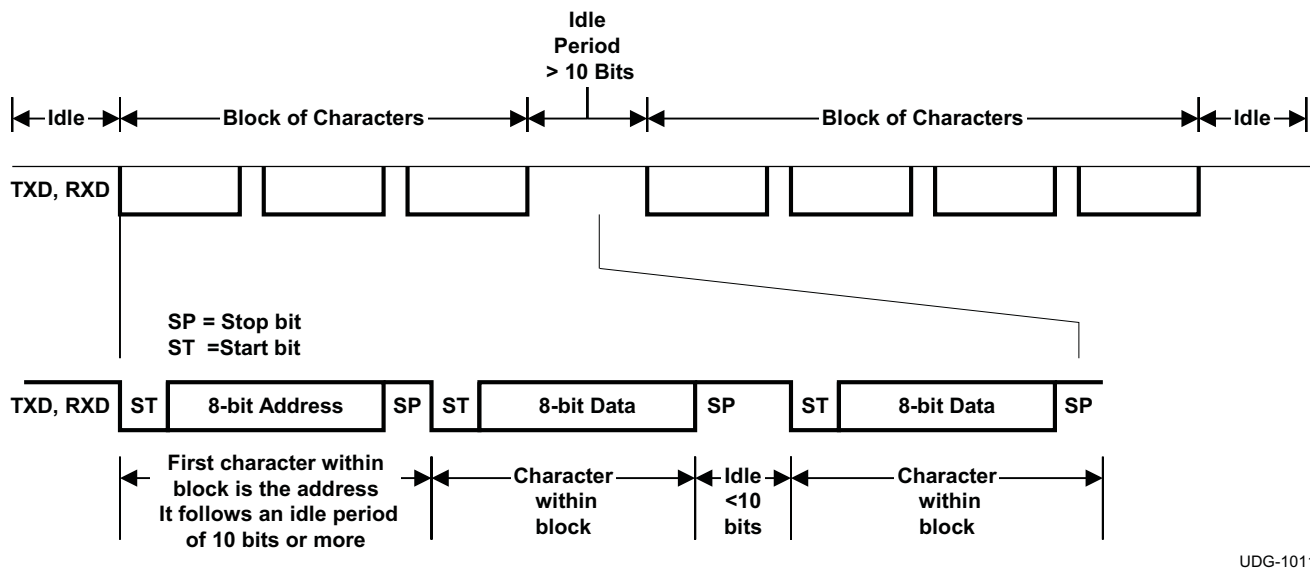 Idle
Period
> 10 Bits
Idle
Block of Characters
Block of Characters
Idle
TXD, RXD
SP = Stop bit
ST =Start bit
TXD, RXD
ST
8-bit Address
SP
ST
8-bit Data
SP
ST
8-bit Data
SP
First character within
block is the address
It follows an idle period
of 10 bits or more
Character
within
block
Idle
<10
bits
Character
within
block